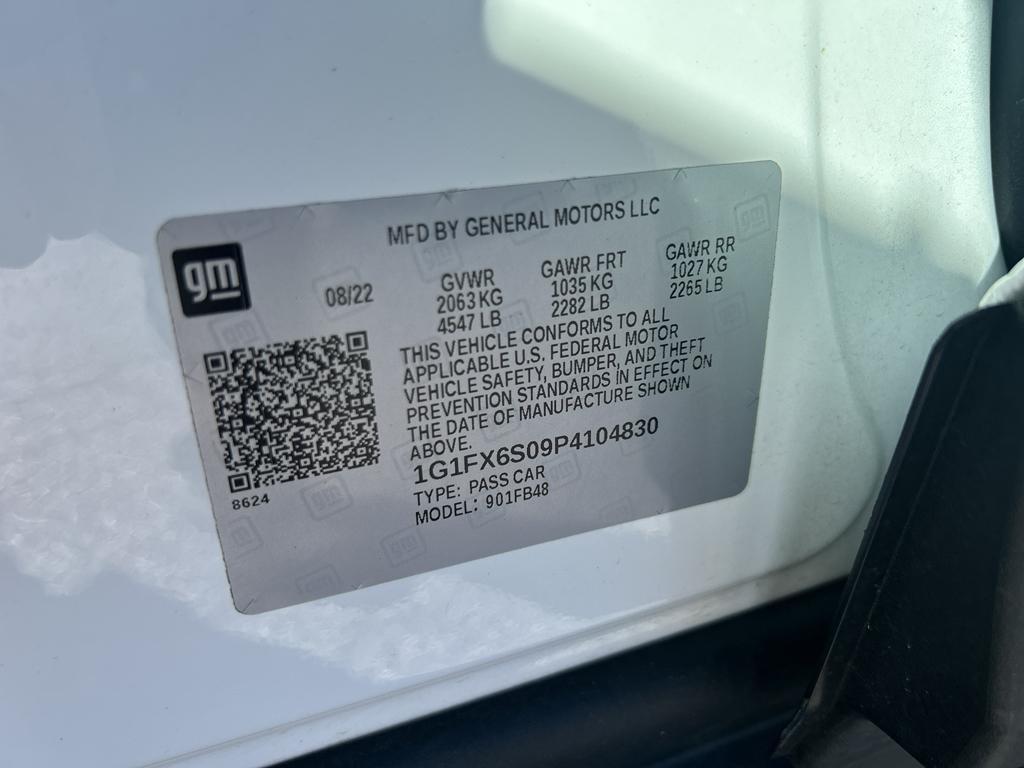 MFD BY GENERAL MOTORS LLC
gm
08/22
GVWR
2063 KG
4547 LB
GAWR FRT
1035 KG
2282 LB
GAWR RR
1027 KG
2265 LB
THIS VEHICLE CONFORMS TO ALL
APPLICABLE U.S. FEDERAL MOTOR
VEHICLE SAFETY, BUMPER, AND THEFT
PREVENTION STANDARDS IN EFFECT ON
THE DATE OF MANUFACTURE SHOWN
ABOVE.
1G1FX6S09P4104830
TYPE: PASS CAR
MODEL: 901FB48
8624